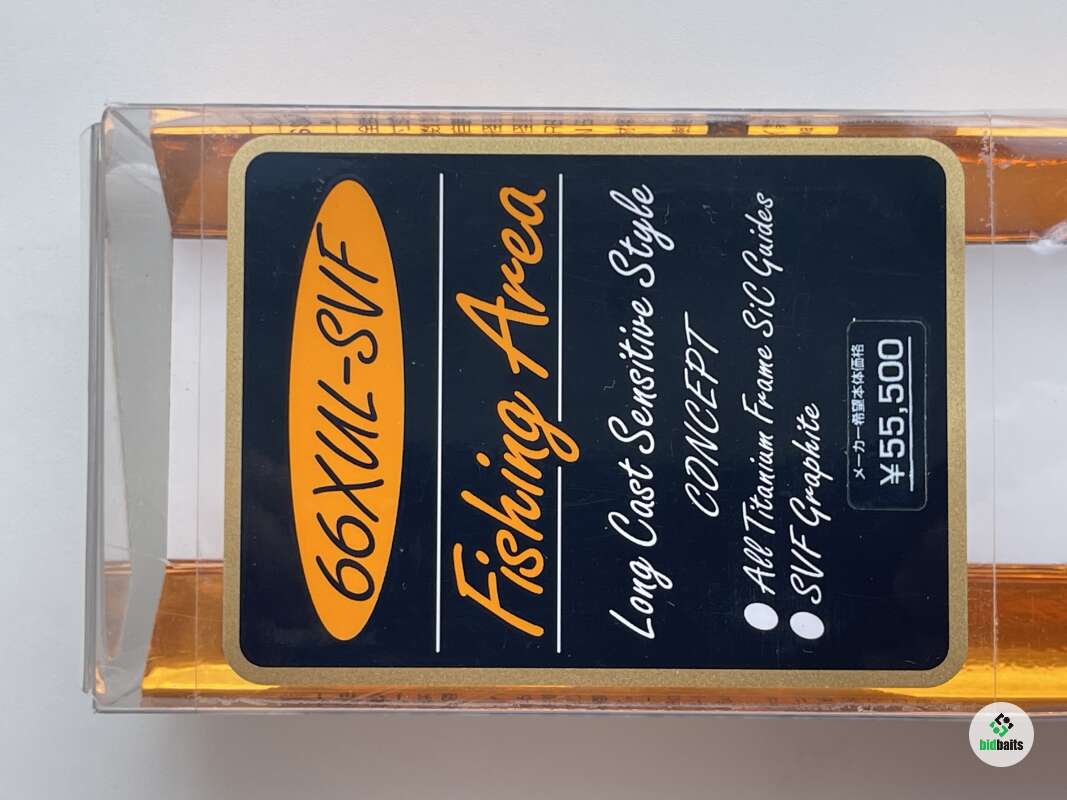 66XUL-SVF
Fishing Area
Long Cast Sensitive Style
CONCEPT
●All Titanium Frame SiC Guides
●SVF Graphite
メーカー希望本体価格
¥55,500
bidbaits